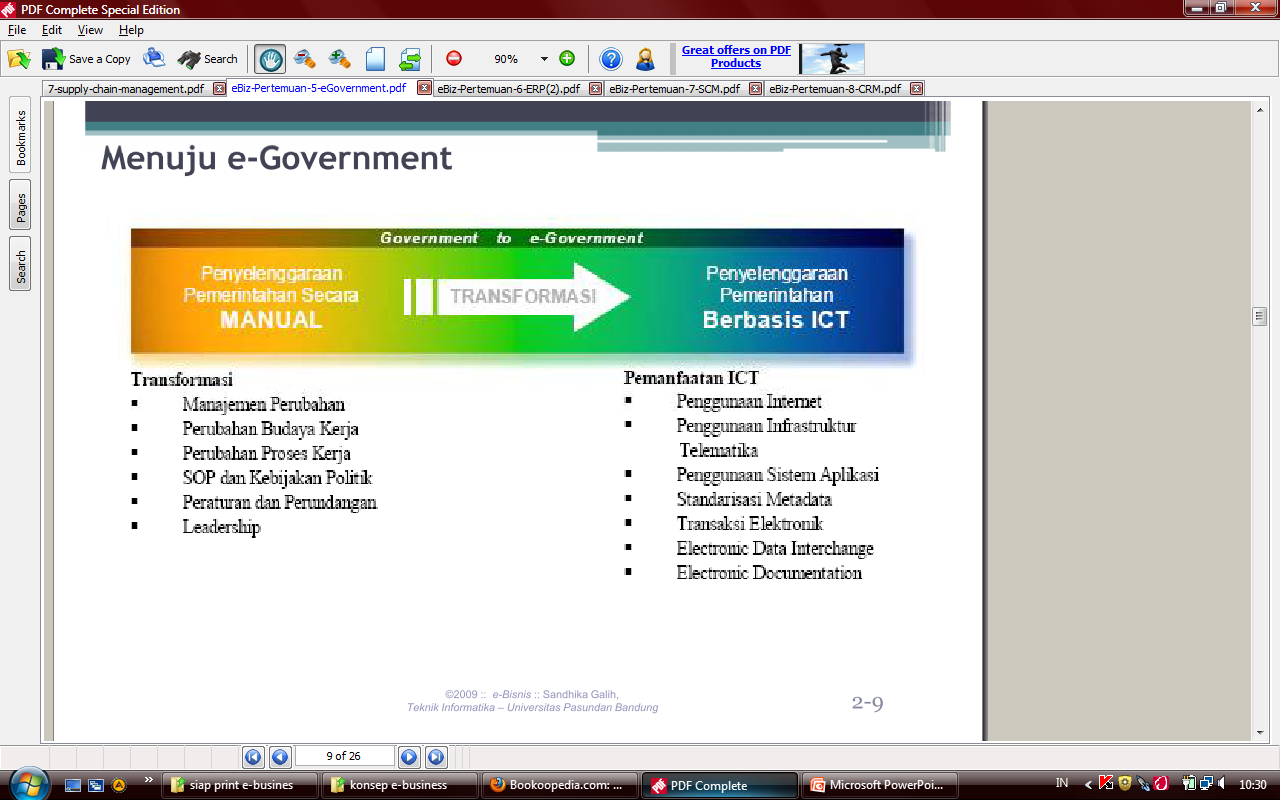 PDF Complete Special Edition
File Edit View Help
Save a Copy Search 90% Great offers on PDF
Products
7-supply-chain-management.pdf eBiz-Pertemuan-5-eGovernment.pdf eBiz-Pertemuan-6-ERP(2).pdf eBiz-Pertemuan-7-SCM.pdf eBiz-Pertemuan-8-CRM.pdf
Bookmarks
Pages
Search
Menuju e-Government
Government to e-Government
Penyelenggaraan
Pemerintahan Secara
MANUAL
TRANSFORMASI
Penyelenggaraan
Pemerintahan
Berbasis ICT
Transformasi
▪ Manajemen Perubahan
▪ Perubahan Budaya Kerja
▪ Perubahan Proses Kerja
▪ SOP dan Kebijakan Politik
▪ Peraturan dan Perundangan
▪ Leadership
Pemanfaatan ICT
▪ Penggunaan Internet
▪ Penggunaan Infrastruktur
Telematika
▪ Penggunaan Sistem Aplikasi
▪ Standarisasi Metadata
▪ Transaksi Elektronik
▪ Electronic Data Interchange
▪ Electronic Documentation
©2009 :: e-Bisnis :: Sandhika Galih,
Teknik Informatika – Universitas Pasundan Bandung
2-9
9 of 26
siap print e-busines konsep e-business Bookoopedia.com: ... PDF Complete Microsoft PowerPoi... IN 10:30